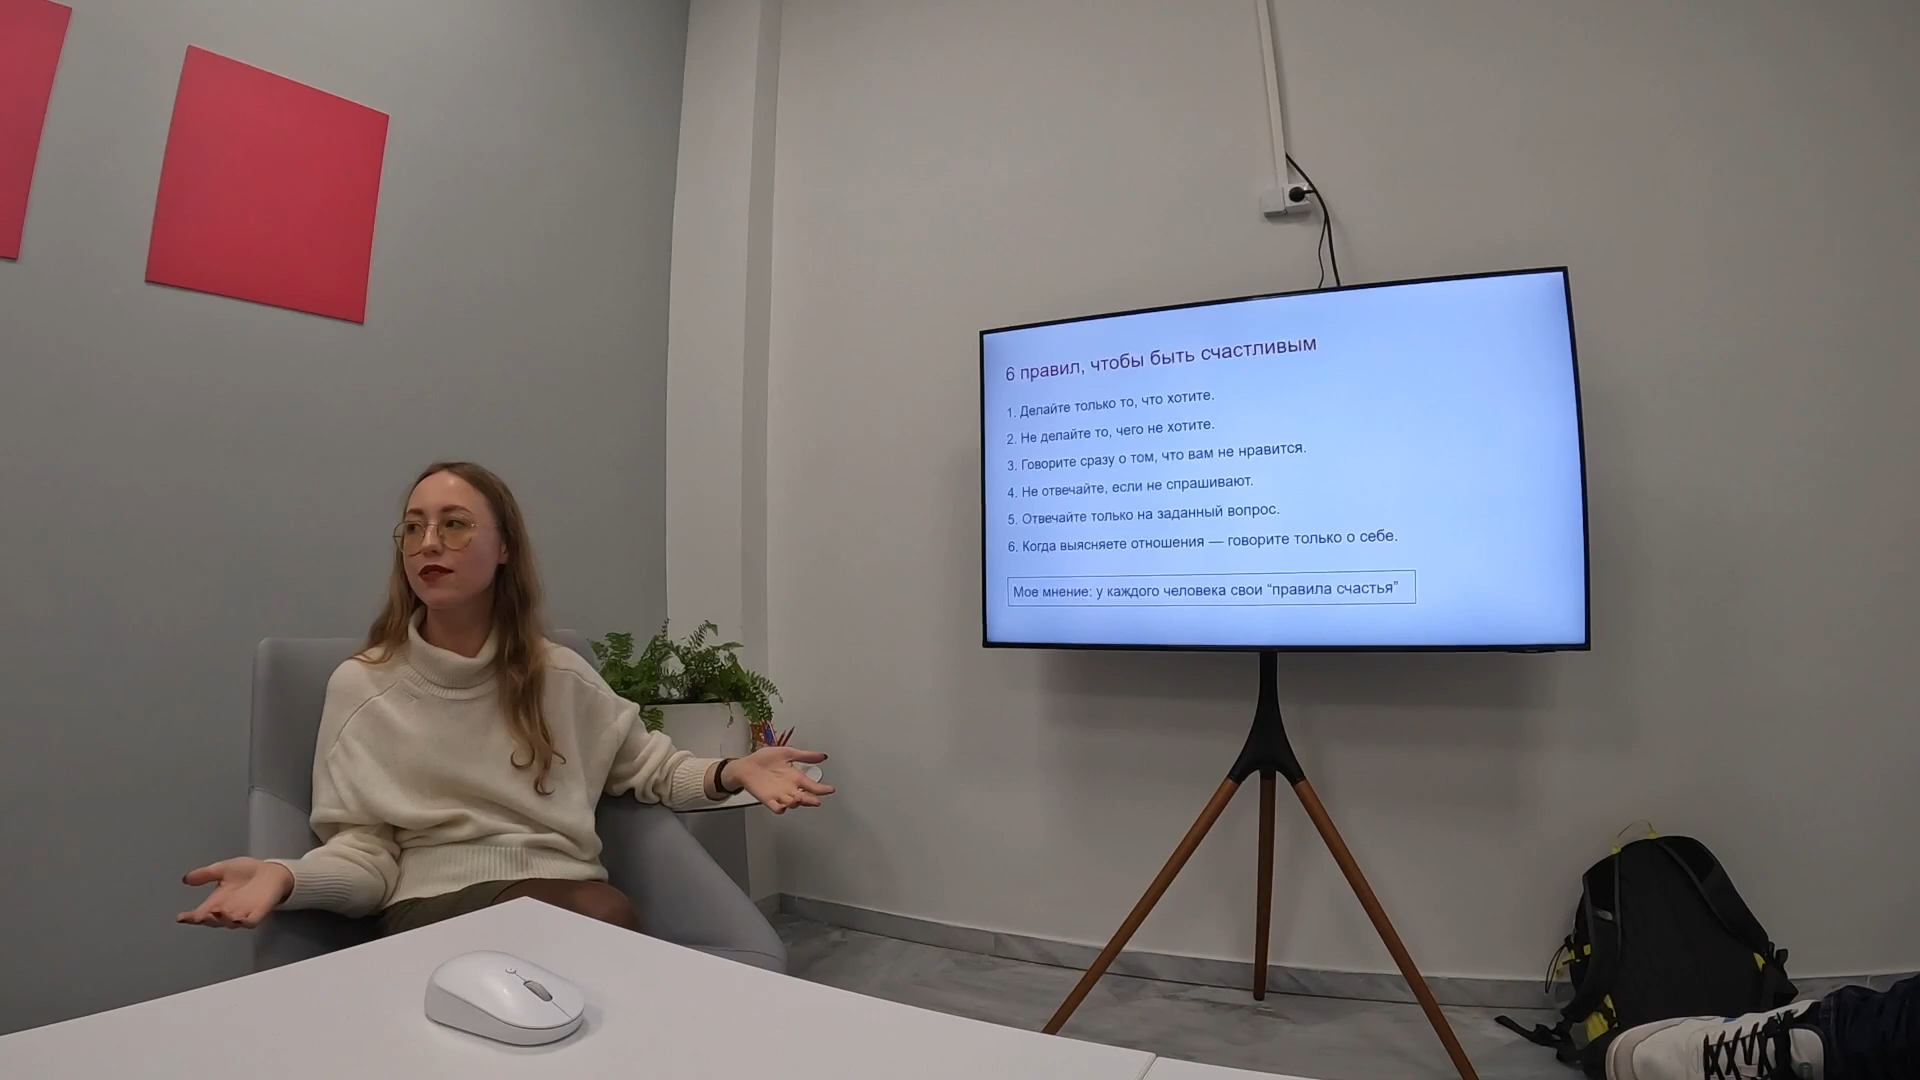 6 правил, чтобы быть счастливым
1. Делайте только то, что хотите.
2. Не делайте то, чего не хотите.
3. Говорите сразу о том, что вам не нравится.
4. Не отвечайте, если не спрашивают.
5. Отвечайте только на заданный вопрос.
6. Когда выясняете отношения — говорите только о себе.
Мое мнение: у каждого человека свои “правила счастья”